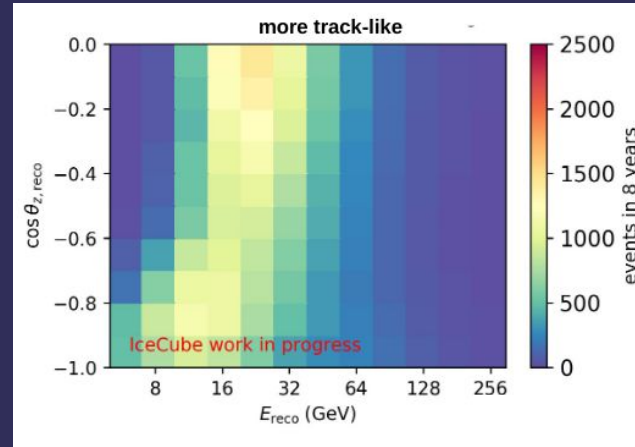 more track-like
0.0
−0.2
−0.4
−0.6
−0.8
−1.0
cos θz,reco
8 16 32 64 128 256
Ereco (GeV)
IceCube work in progress
2500
2000
1500
1000
500
0
events in 8 years